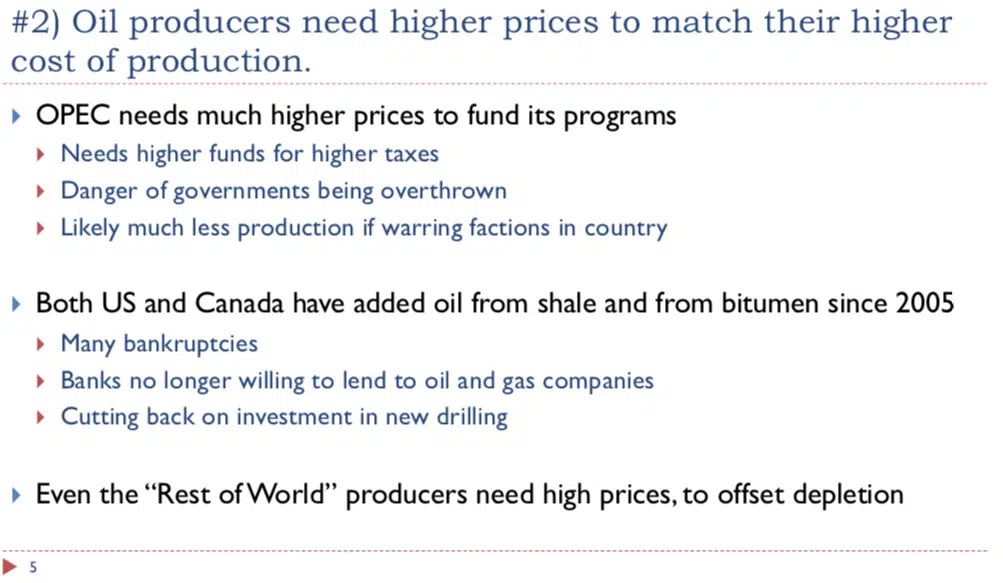 #2) Oil producers need higher prices to match their higher
cost of production.
OPEC needs much higher prices to fund its programs
Needs higher funds for higher taxes
Danger of governments being overthrown
Likely much less production if warring factions in country
Both US and Canada have added oil from shale and from bitumen since 2005
Many bankruptcies
Banks no longer willing to lend to oil and gas companies
Cutting back on investment in new drilling
Even the “Rest of World” producers need high prices, to offset depletion
5